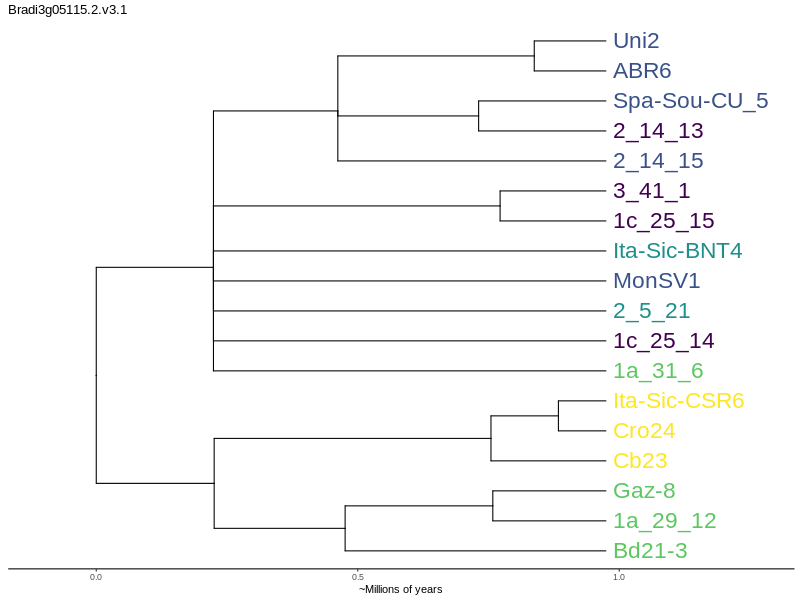 Bradi3g05115.2.v3.1
Uni2
ABR6
Spa-Sou-CU_5
2_14_13
2_14_15
3_41_1
1c_25_15
Ita-Sic-BNT4
MonSV1
2_5_21
1c_25_14
1a_31_6
Ita-Sic-CSR6
Cro24
Cb23
Gaz-8
1a_29_12
Bd21-3
0.0 0.5 1.0
~Millions of years